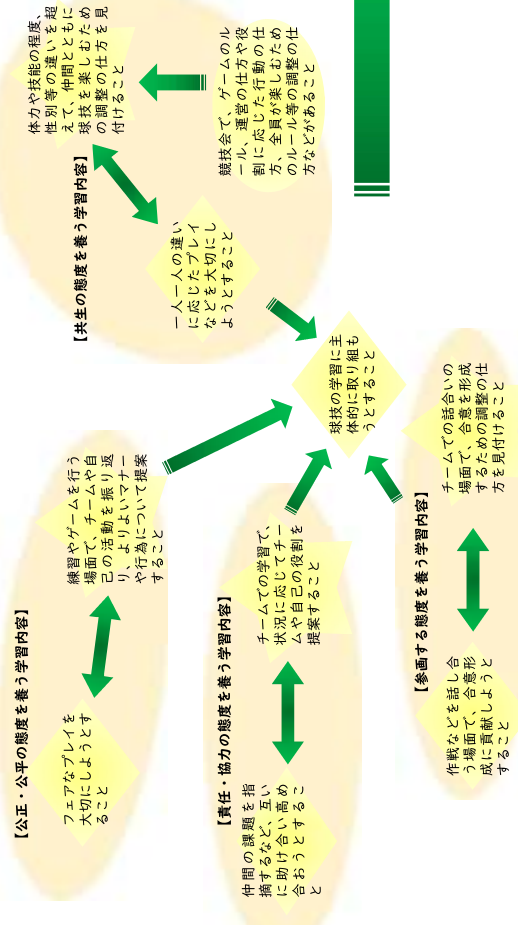 【公正・公平の態度を養う学習内容】
フェアなプレイを
大切にしようとす
ること
練習やゲームを行う
場面で、チームや自
己の活動を振り返
り、よりよいマナー
や行為について提案
すること
【責任・協力の態度を養う学習内容】
仲間の課題を指
摘するなど、互い
に助け合い高め
合おうとするこ
と
チームでの学習で、
状況に応じてチー
ムや自己の役割を
提案すること
【参画する態度を養う学習内容】
作戦などを話し合
う場面で、合意形
成に貢献しようと
すること
チームでの話合いの
場面で、合意を形成
するための調整の仕
方を見付けること
【共生の態度を養う学習内容】
一人一人の違い
に応じたプレイ
などを大切にし
ようとすること
体力や技能の程度、
性別等の違いを超
えて、仲間とともに
球技を楽しむため
の調整の仕方を見
付けること
競技会で、ゲームのル
ール、運営の仕方や役
割に応じた行動の仕
方、全員が楽しむため
のルール等の調整の仕
方などがあること
球技の学習に主
体的に取り組も
うとすること